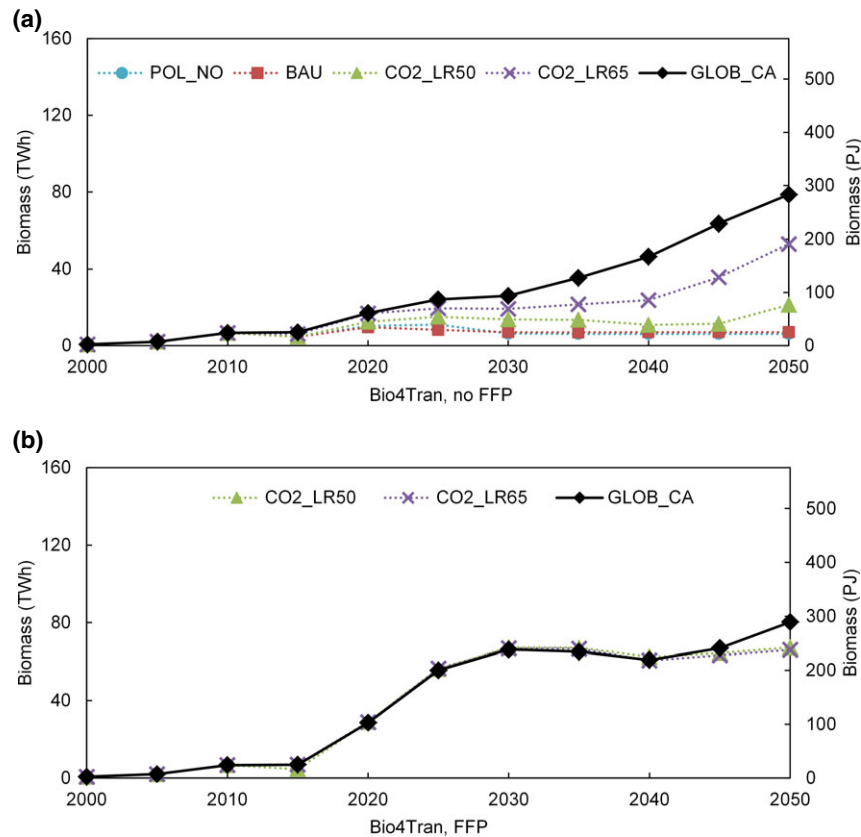 (a)
160
120
80
40
0
Biomass (TWh)
POL_NO BAU CO2_LR50 CO2_LR65 GLOB_CA
500
400
300
200
100
0
Biomass (PJ)
2000 2010 2020 2030 2040 2050
Bio4Tran, no FFP
(b)
160
120
80
40
0
Biomass (TWh)
CO2_LR50 CO2_LR65 GLOB_CA
500
400
300
200
100
0
Biomass (PJ)
2000 2010 2020 2030 2040 2050
Bio4Tran, FFP